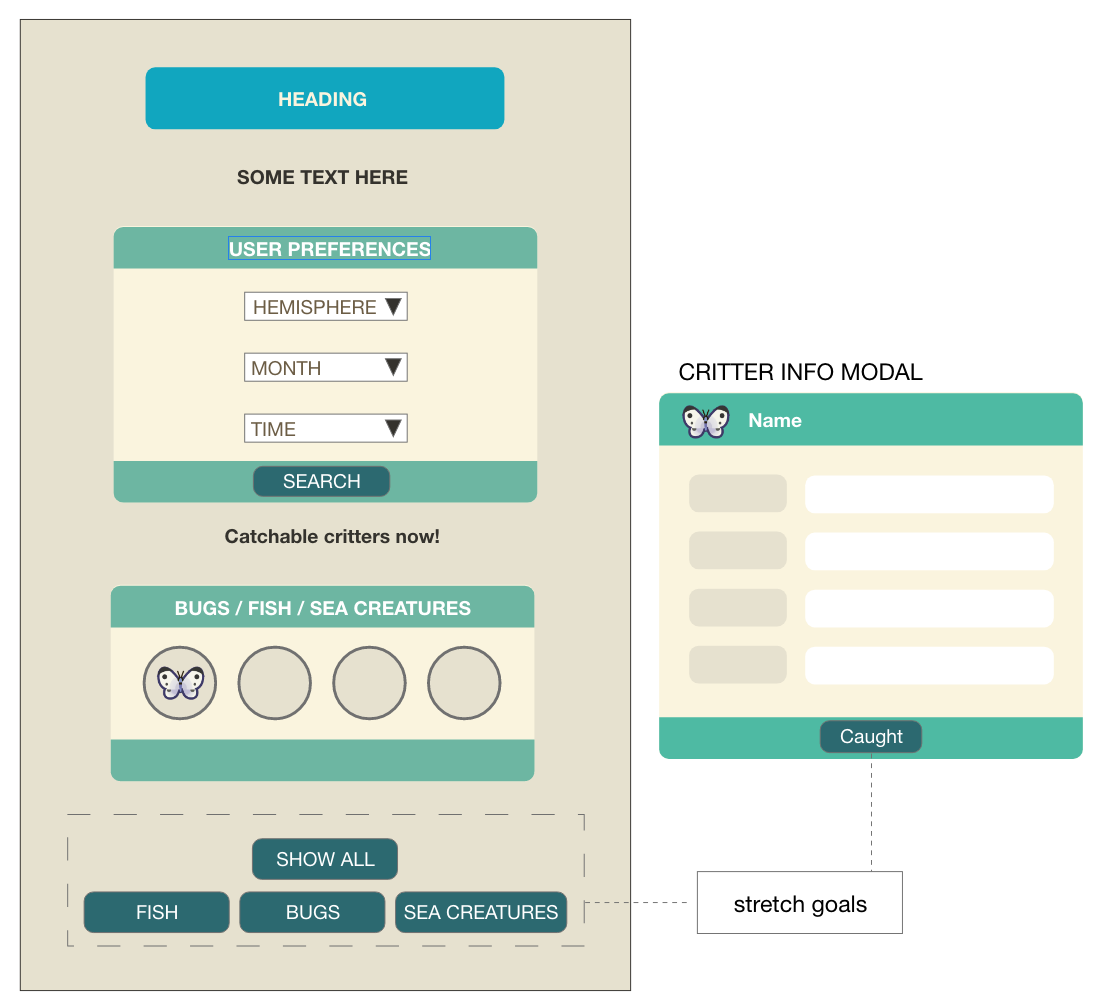 HEADING
SOME TEXT HERE
USER PREFERENCES
HEMISPHERE
MONTH
TIME
SEARCH
Catchable critters now!
BUGS / FISH / SEA CREATURES
SHOW ALL
FISH
BUGS
SEA CREATURES
CRITTER INFO MODAL
Name
Caught
stretch goals